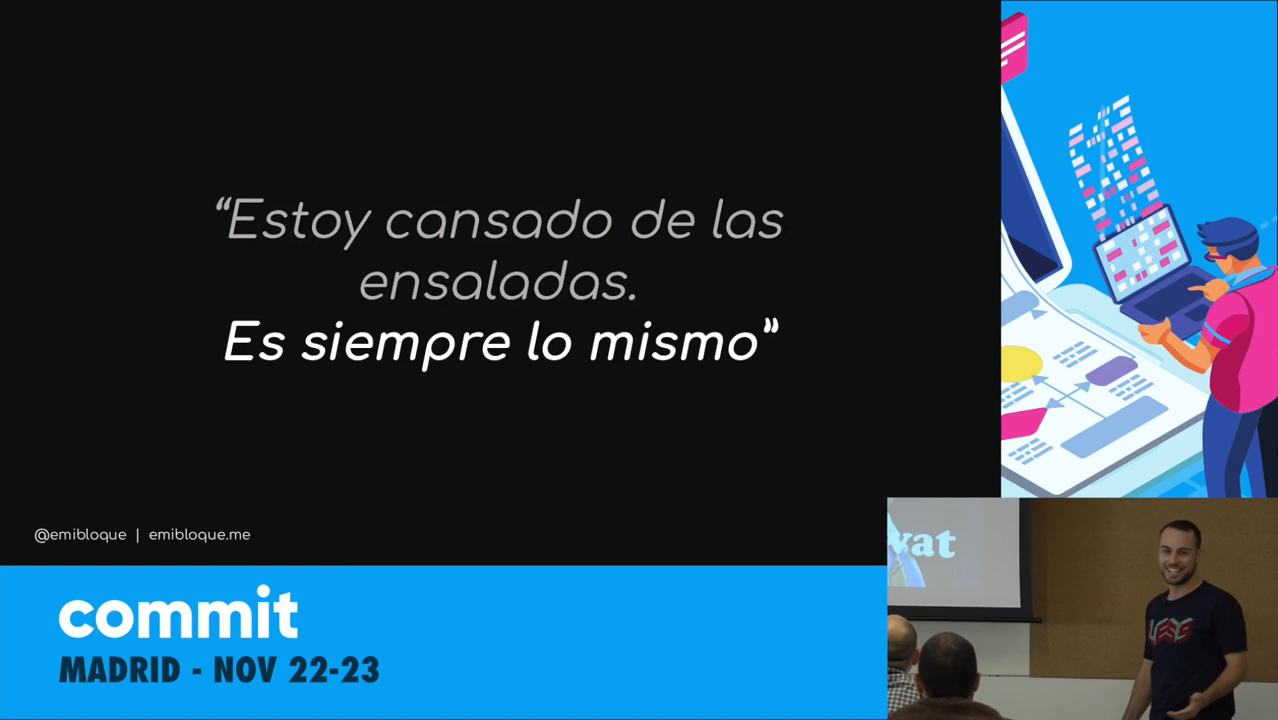 “Estoy cansado de las
ensaladas.
Es siempre lo mismo”
@emibloque | emibloque.me
commit
MADRID - NOV 22-23